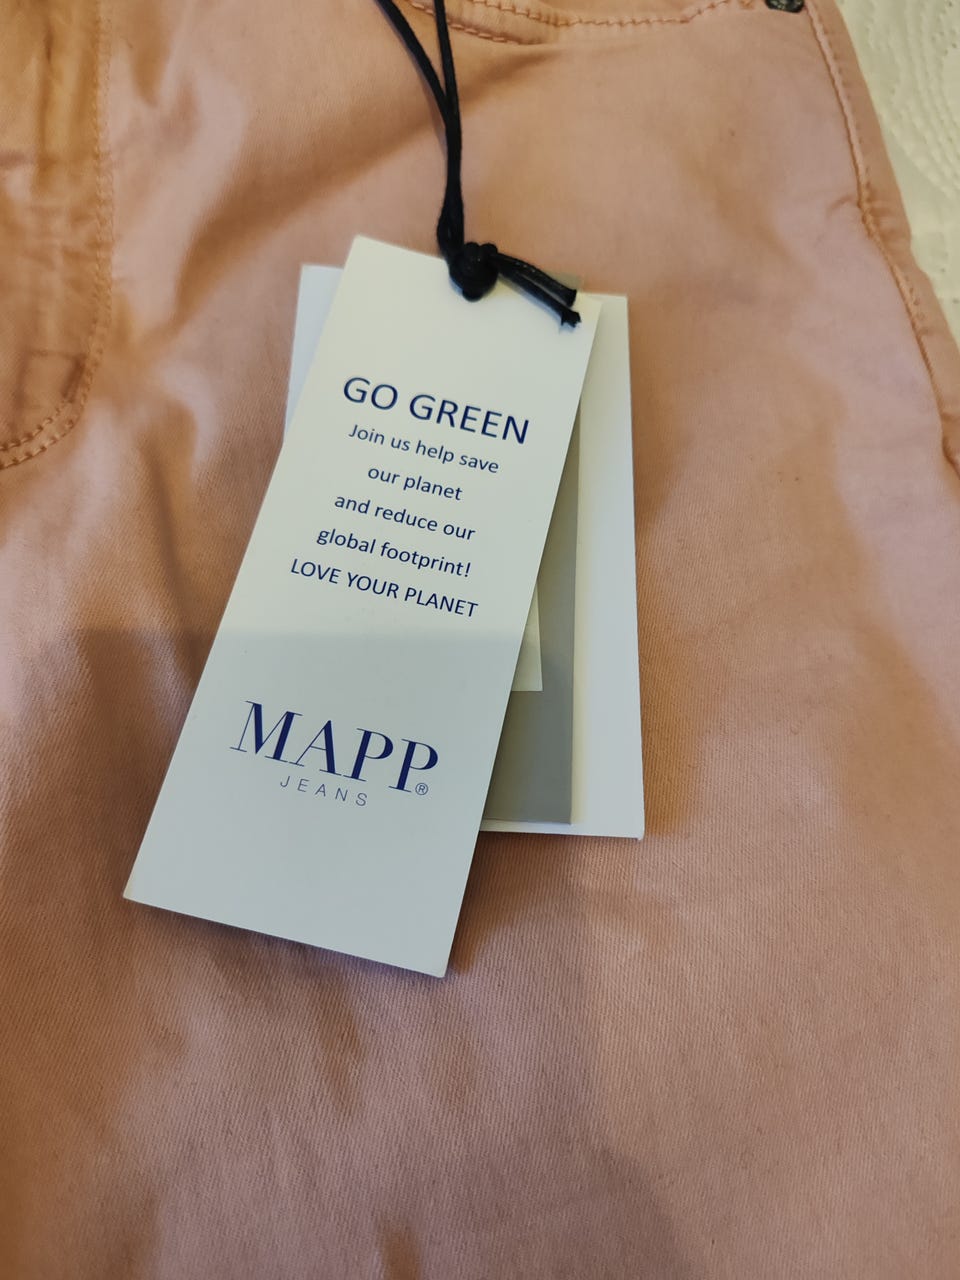 GO GREEN
Join us help save
our planet
and reduce our
global footprint!
LOVE YOUR PLANET
MAPP®
JEANS